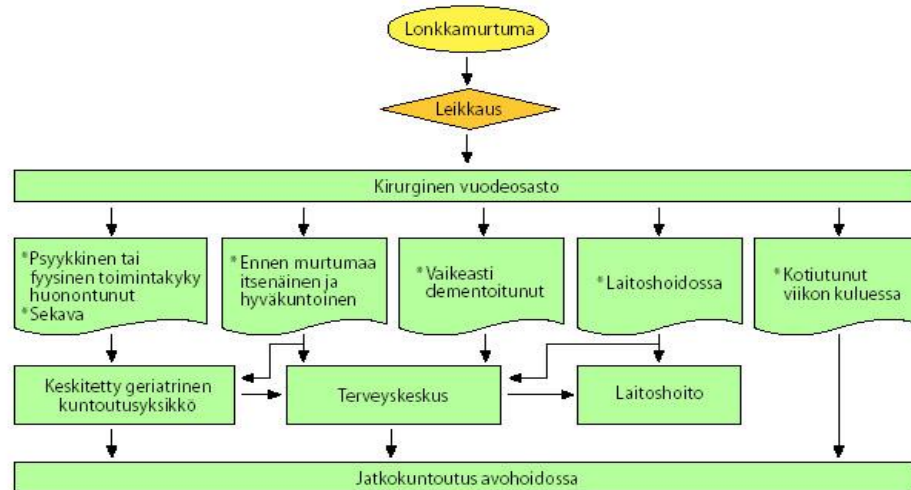 Lonkkamurtuma
Leikkaus
Kirurginen vuodeosasto
*Psyykkinen tai
fyysinen toimintakyky
huonontunut
*Sekava
*Ennen murtumaa
itsenäinen ja
hyväkuntoinen
*Vaikeasti
dementoitunut
*Laitoshoidossa
*Kotiutunut
viikon kuluessa
Keskitetty geriatrinen
kuntoutusyksikkö
Terveyskeskus
Laitoshoito
Jatkokuntoutus avohoidossa